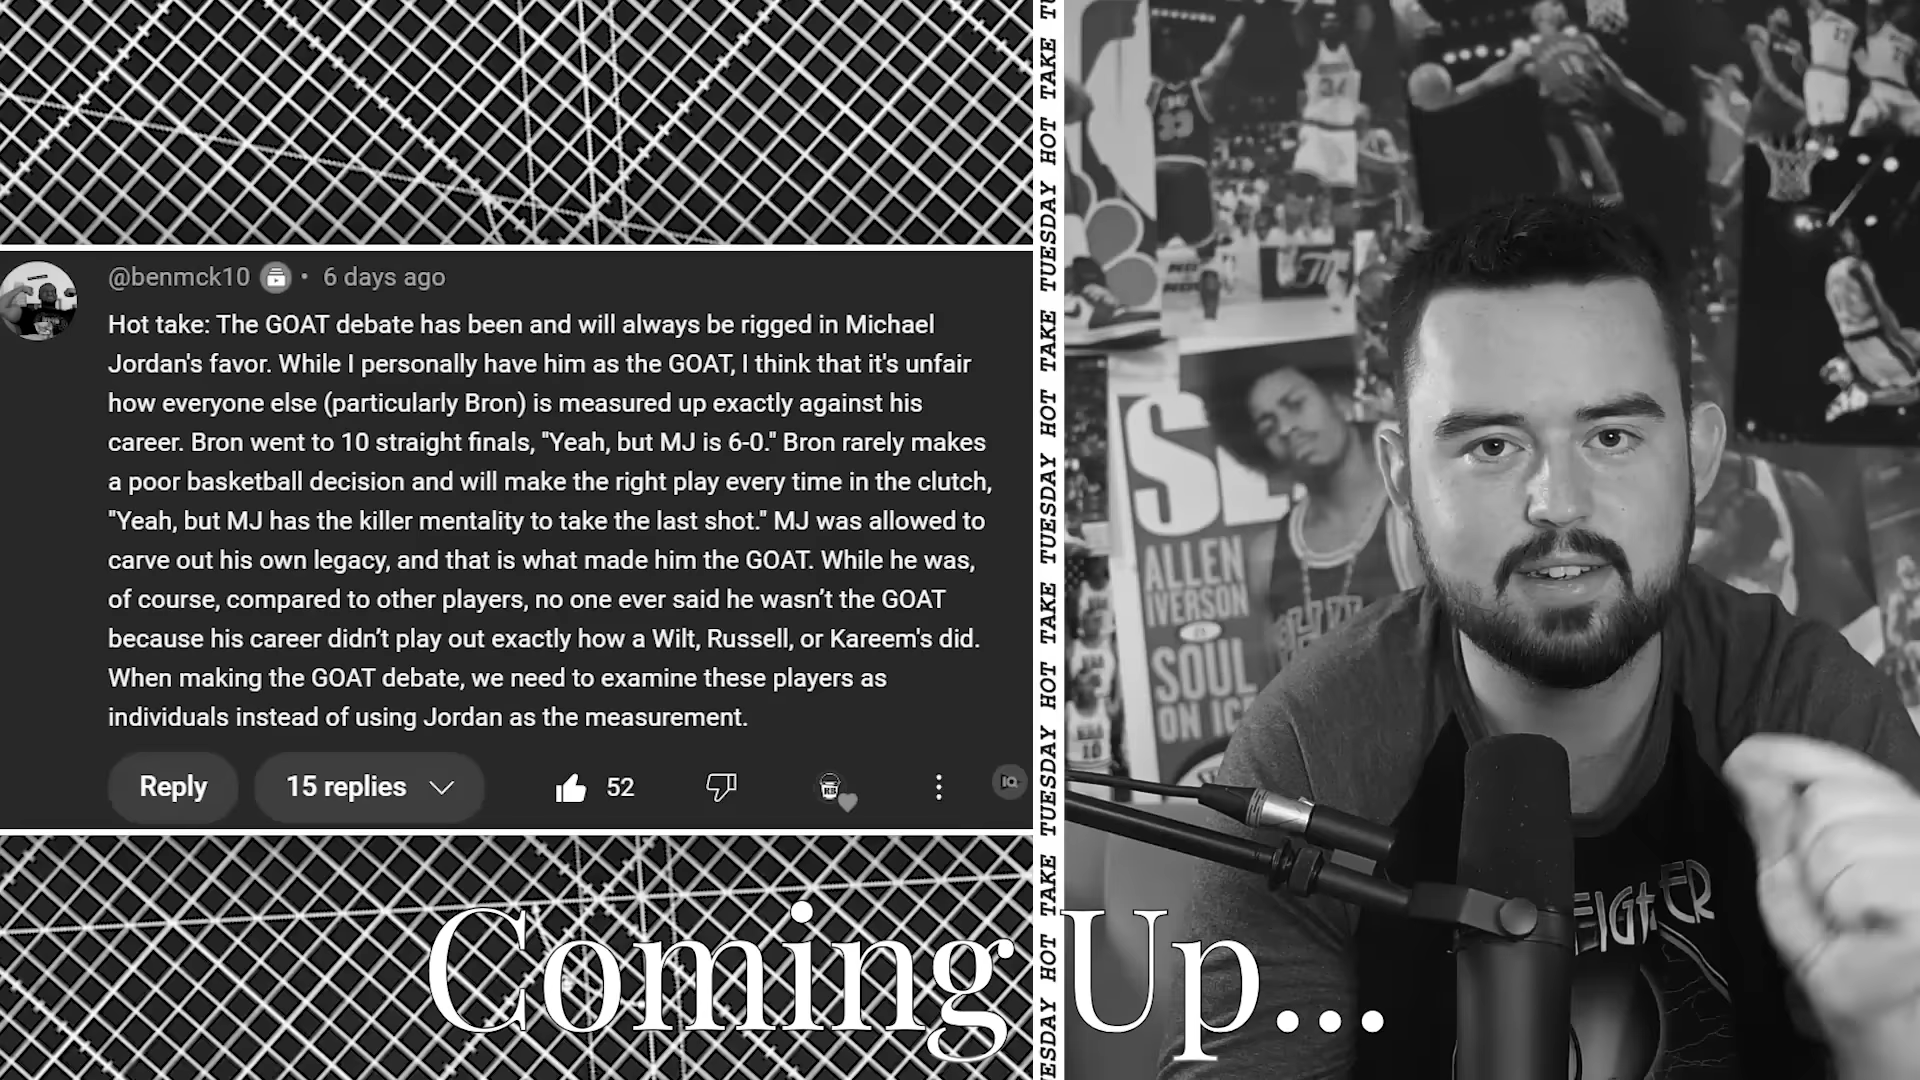 @benmck10 • 6 days ago
Hot take: The GOAT debate has been and will always be rigged in Michael
Jordan's favor. While I personally have him as the GOAT, I think that it's unfair
how everyone else (particularly Bron) is measured up exactly against his
career. Bron went to 10 straight finals, "Yeah, but MJ is 6-0." Bron rarely makes
a poor basketball decision and will make the right play every time in the clutch,
"Yeah, but MJ has the killer mentality to take the last shot." MJ was allowed to
carve out his own legacy, and that is what made him the GOAT. While he was,
of course, compared to other players, no one ever said he wasn’t the GOAT
because his career didn’t play out exactly how a Wilt, Russell, or Kareem's did.
When making the GOAT debate, we need to examine these players as
individuals instead of using Jordan as the measurement.
Reply 15 replies 52
Coming Up...
HOT TAKE TUESDAY HOT TAKE TUESDAY HOT TAKE TUESDAY HOT TAKE
34
33
ALLEN
IVERSON
SOUL
ON IC
10